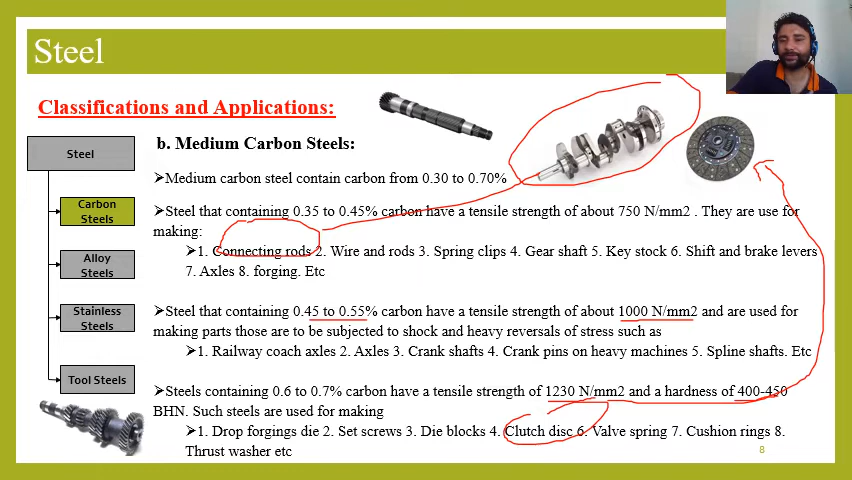 Steel
Classifications and Applications:
Steel
Carbon
Steels
Alloy
Steels
Stainless
Steels
Tool Steels
b. Medium Carbon Steels:
➢Medium carbon steel contain carbon from 0.30 to 0.70%
➢Steel that containing 0.35 to 0.45% carbon have a tensile strength of about 750 N/mm2 . They are use for
making:
➢1. Connecting rods 2. Wire and rods 3. Spring clips 4. Gear shaft 5. Key stock 6. Shift and brake levers
7. Axles 8. forging. Etc
➢Steel that containing 0.45 to 0.55% carbon have a tensile strength of about 1000 N/mm2 and are used for
making parts those are to be subjected to shock and heavy reversals of stress such as
➢1. Railway coach axles 2. Axles 3. Crank shafts 4. Crank pins on heavy machines 5. Spline shafts. Etc
➢Steels containing 0.6 to 0.7% carbon have a tensile strength of 1230 N/mm2 and a hardness of 400-450
BHN. Such steels are used for making
➢1. Drop forgings die 2. Set screws 3. Die blocks 4. Clutch disc 6. Valve spring 7. Cushion rings 8.
Thrust washer etc
8